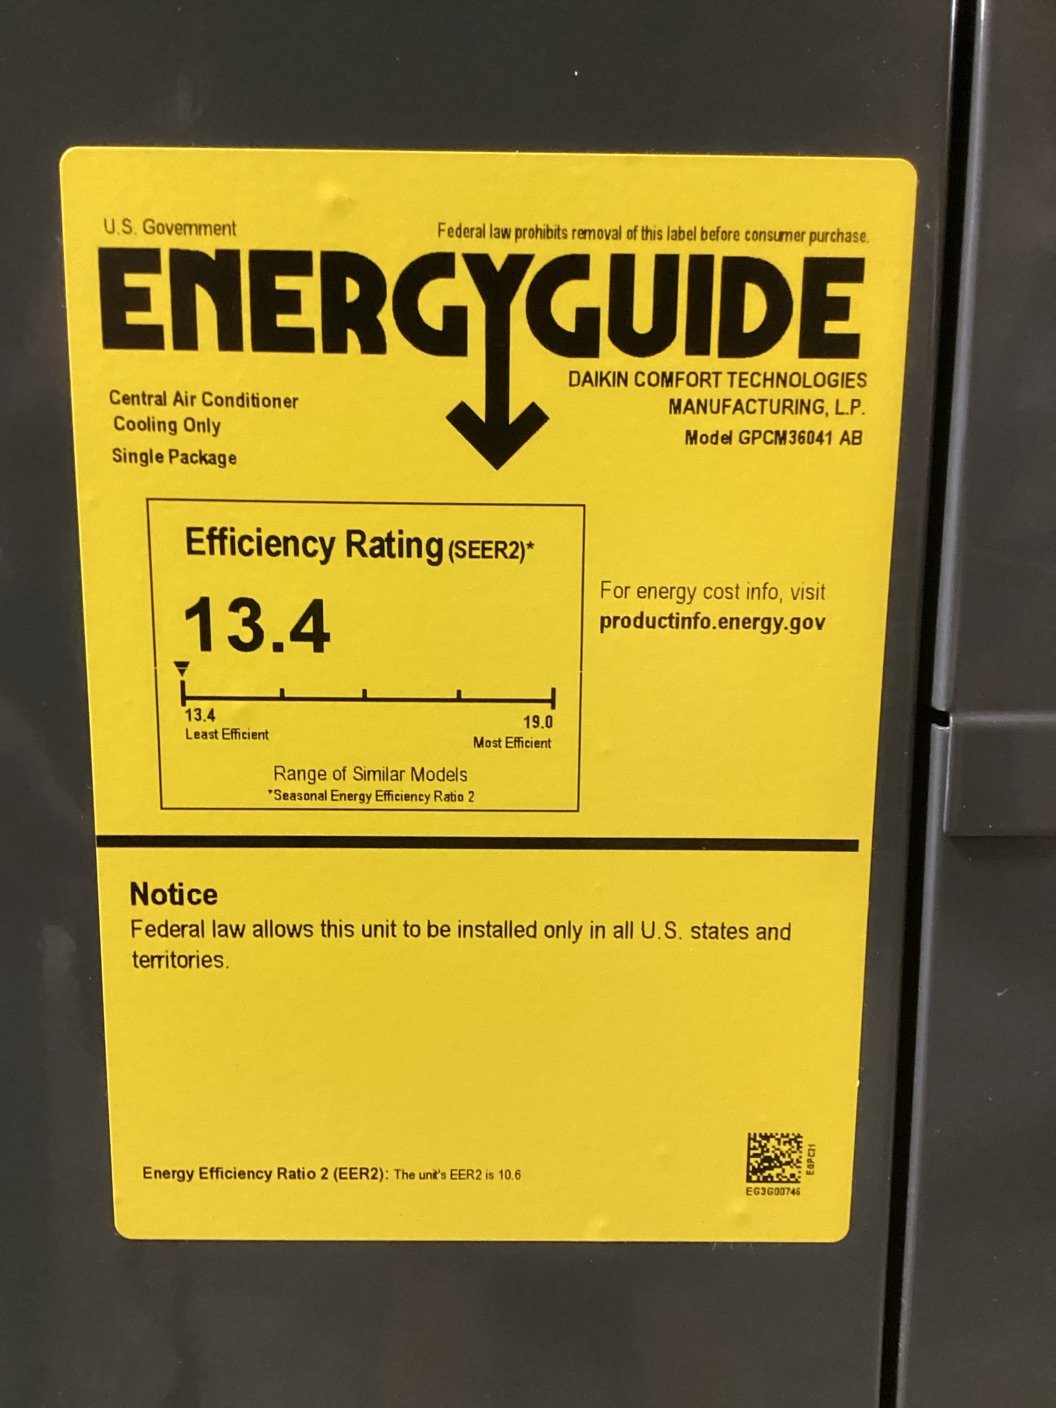 U.S. Government
Federal law prohibits removal of this label before consumer purchase.
ENERGYGUIDE
Central Air Conditioner
Cooling Only
Single Package
DAIKIN COMFORT TECHNOLOGIES
MANUFACTURING, L.P.
Model GPCM36041 AB
Efficiency Rating (SEER2)*
13.4
13.4
Least Efficient
19.0
Most Efficient
Range of Similar Models
*Seasonal Energy Efficiency Ratio 2
For energy cost info, visit
productinfo.energy.gov
Notice
Federal law allows this unit to be installed only in all U.S. states and
territories.
Energy Efficiency Ratio 2 (EER2): The unit's EER2 is 10.6
EG3G00746